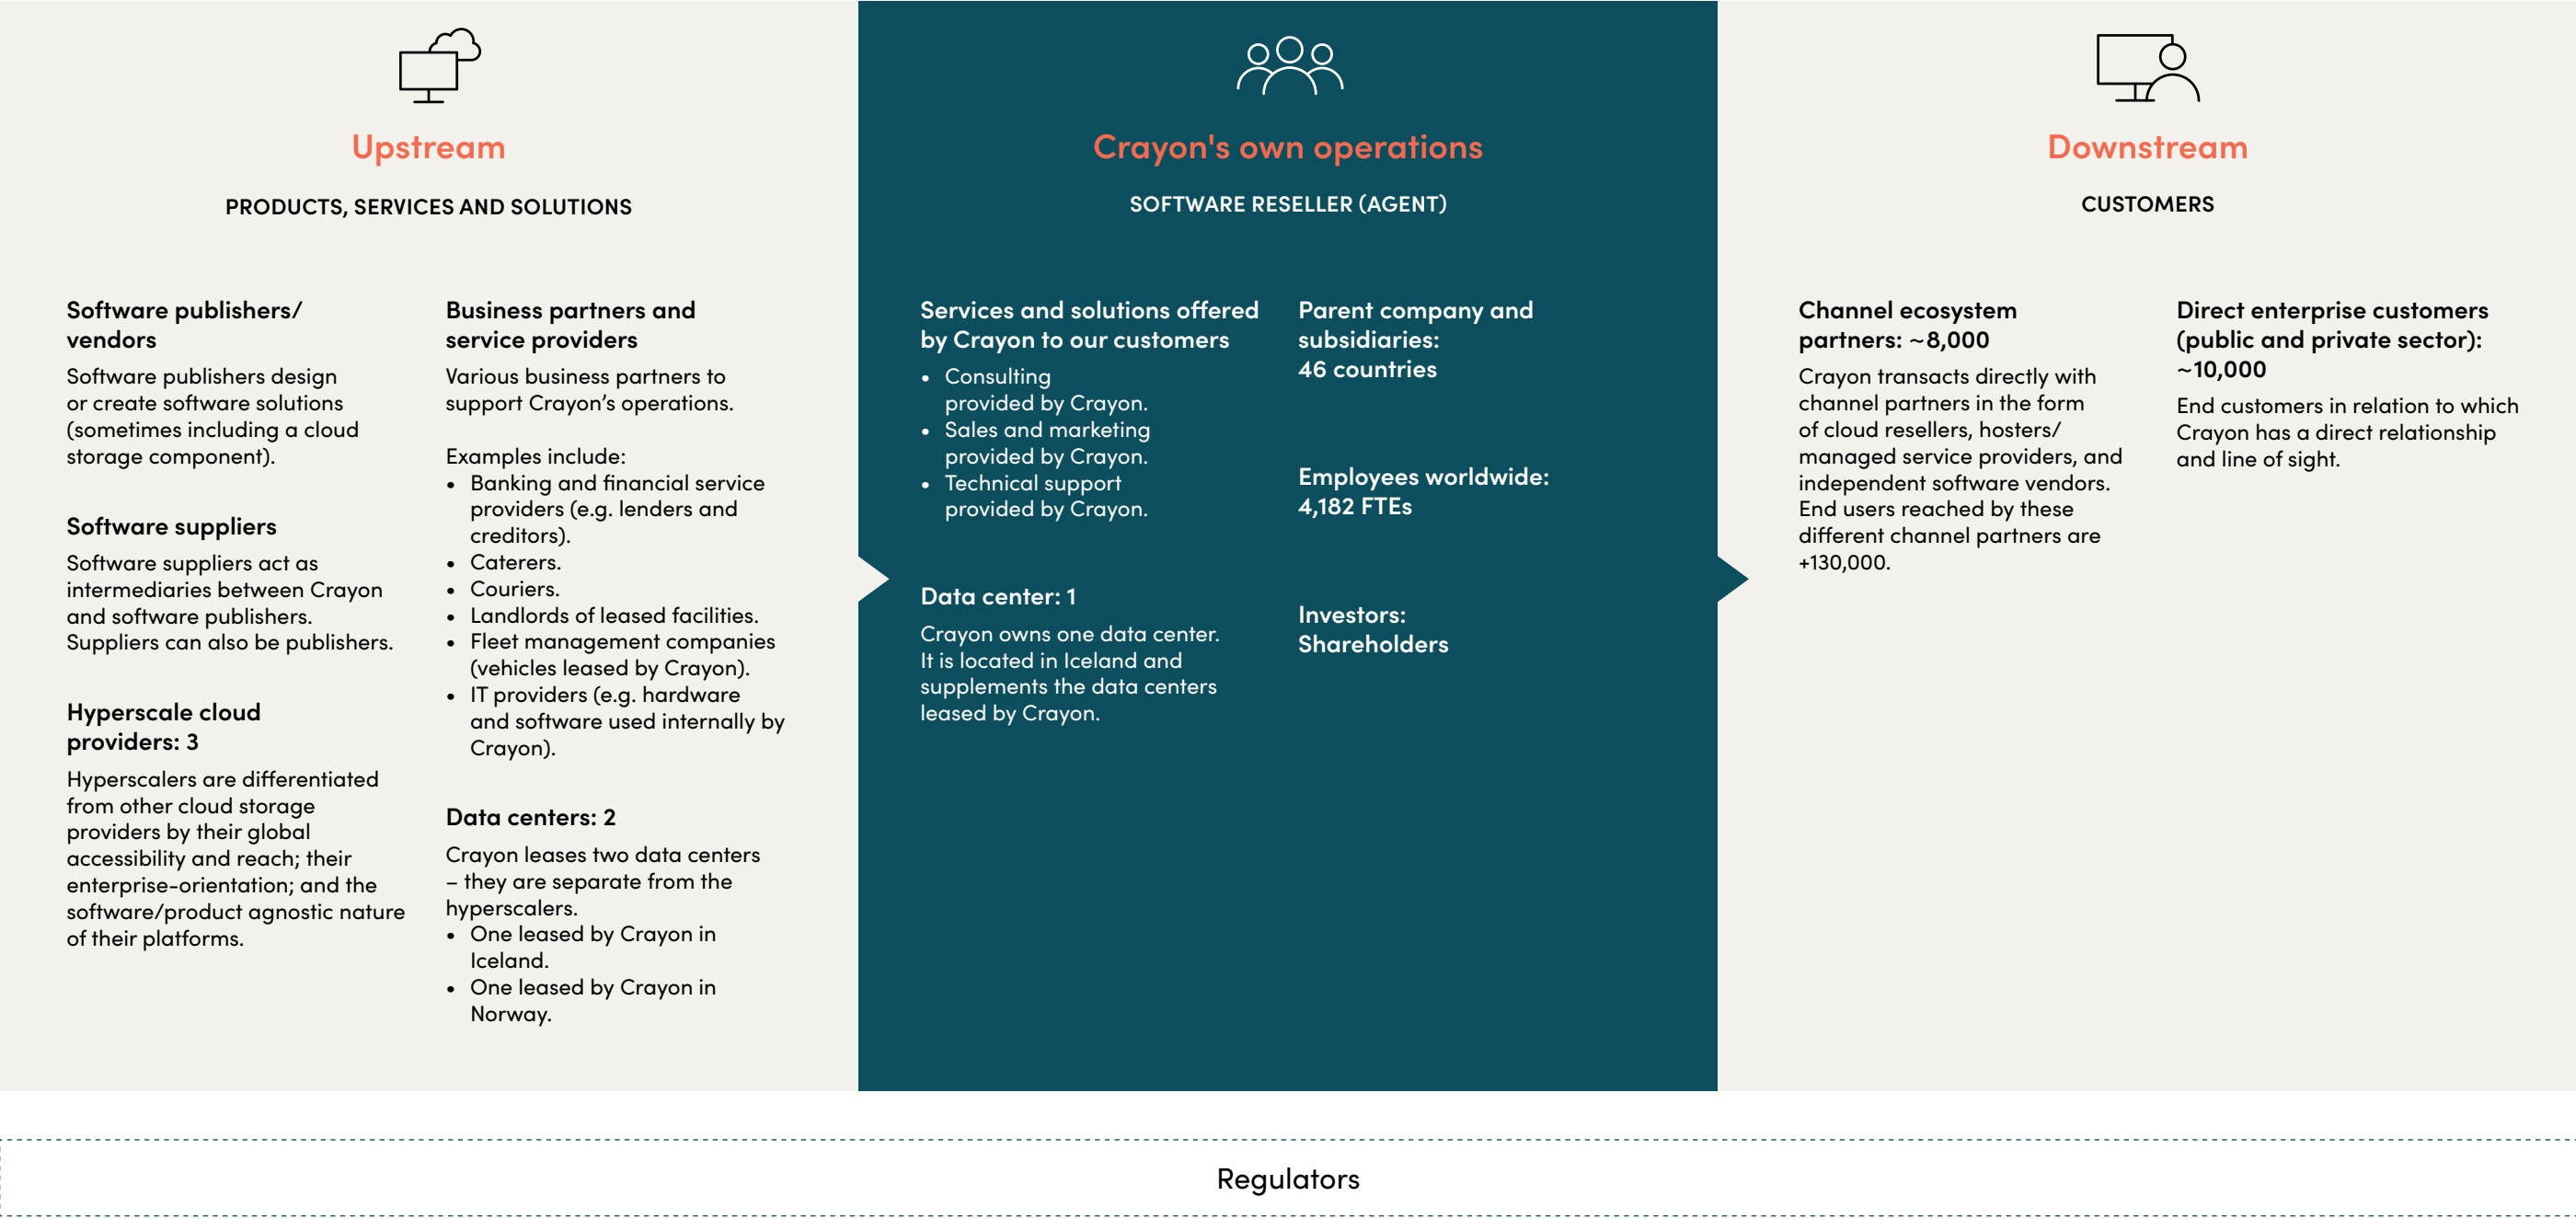 Upstream
PRODUCTS, SERVICES AND SOLUTIONS
Software publishers/
vendors
Software publishers design
or create software solutions
(sometimes including a cloud
storage component).
Software suppliers
Software suppliers act as
intermediaries between Crayon
and software publishers.
Suppliers can also be publishers.
Hyperscale cloud
providers: 3
Hyperscalers are differentiated
from other cloud storage
providers by their global
accessibility and reach; their
enterprise-orientation; and the
software/product agnostic nature
of their platforms.
Business partners and
service providers
Various business partners to
support Crayon’s operations.
Examples include:
• Banking and financial service
providers (e.g. lenders and
creditors).
• Caterers.
• Couriers.
• Landlords of leased facilities.
• Fleet management companies
(vehicles leased by Crayon).
• IT providers (e.g. hardware
and software used internally by
Crayon).
Data centers: 2
Crayon leases two data centers
– they are separate from the
hyperscalers.
• One leased by Crayon in
Iceland.
• One leased by Crayon in
Norway.
Crayon's own operations
SOFTWARE RESELLER (AGENT)
Services and solutions offered
by Crayon to our customers
• Consulting
provided by Crayon.
• Sales and marketing
provided by Crayon.
• Technical support
provided by Crayon.
Data center: 1
Crayon owns one data center.
It is located in Iceland and
supplements the data centers
leased by Crayon.
Parent company and
subsidiaries:
46 countries
Employees worldwide:
4,182 FTEs
Investors:
Shareholders
Downstream
CUSTOMERS
Channel ecosystem
partners: ~8,000
Crayon transacts directly with
channel partners in the form
of cloud resellers, hosters/
managed service providers, and
independent software vendors.
End users reached by these
different channel partners are
+130,000.
Direct enterprise customers
(public and private sector):
~10,000
End customers in relation to which
Crayon has a direct relationship
and line of sight.
Regulators